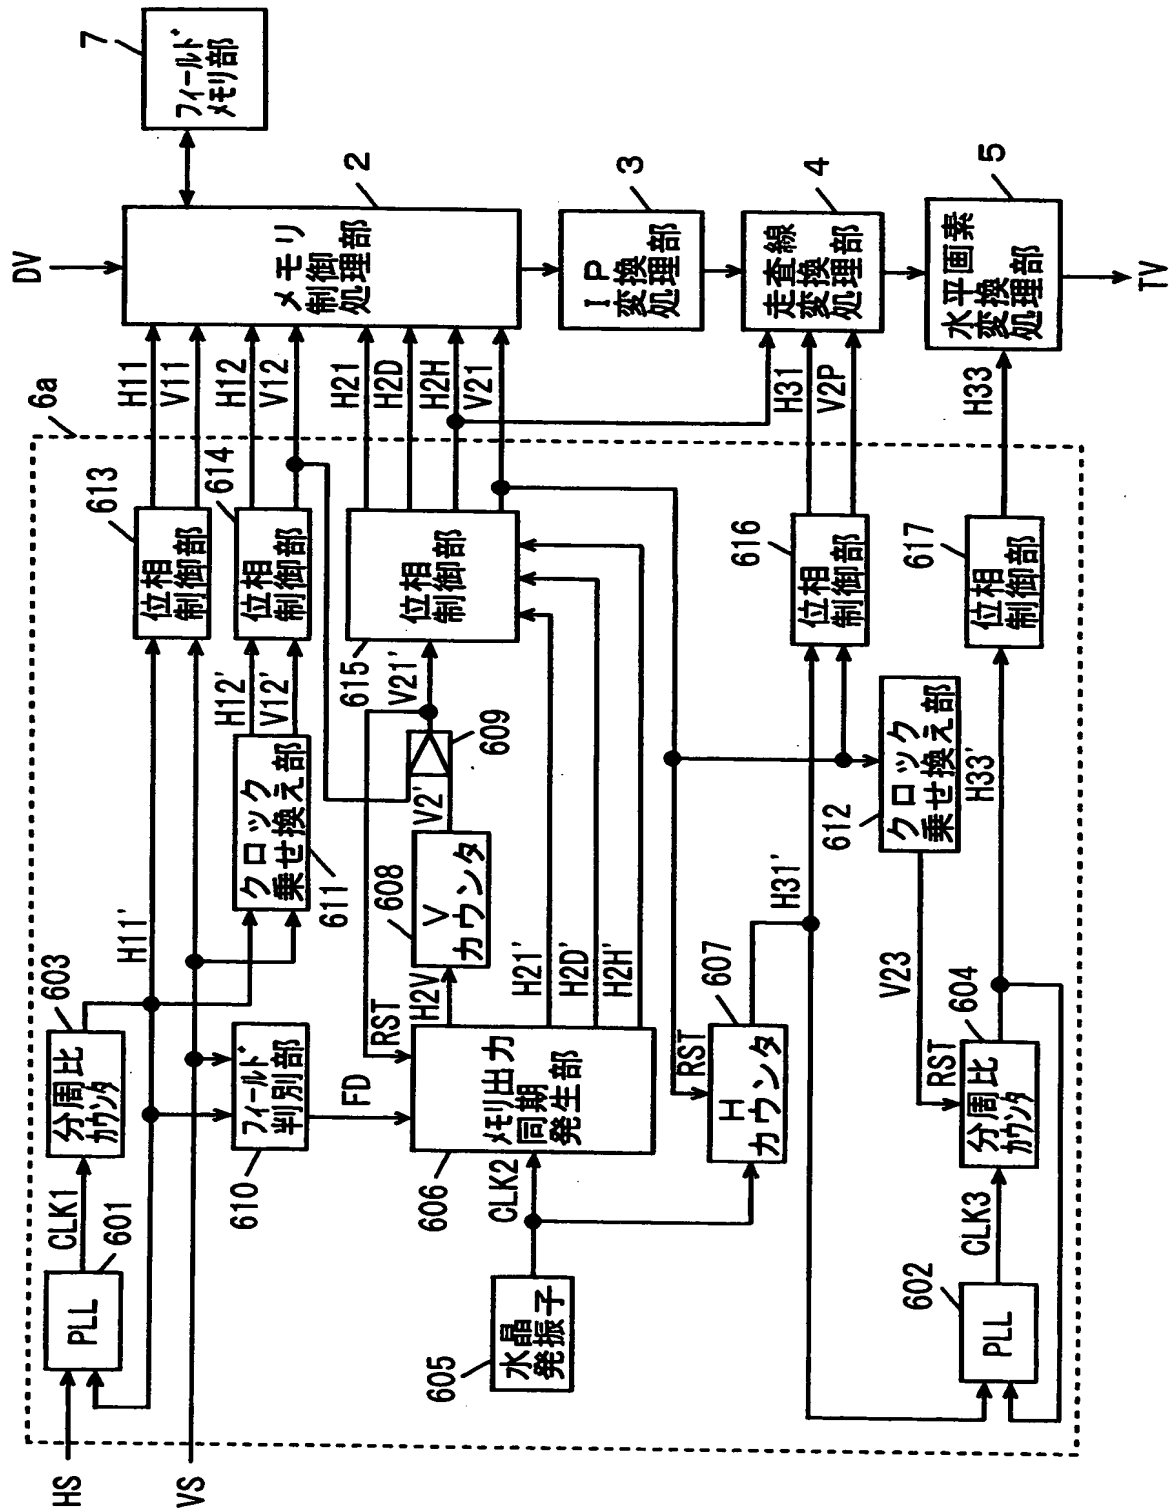 HS
VS
PLL
601
CLK1
603
分周比
カウンタ
H11'
フィールド
判別部
610
FD
クロック
乗せ換え部
611
H12'
V12'
位相
制御部
613
位相
制御部
614
6a
H11
V11
H12
V12
DV
メモリ
制御
処理部
2
フィールド
メモリ部
7
水晶
発振子
605
CLK2
メモリ出力
同期
発生部
606
RST
H2V
V
カウンタ
608
V2'
609
V21'
615
位相
制御部
H21'
H2D'
H2H'
H21
H2D
H2H
V21
I P
変換
処理部
3
H
カウンタ
607
RST
H31'
位相
制御部
616
H31
V2P
走査線
変換
処理部
4
クロック
乗せ換え部
612
V23
RST
PLL
602
CLK3
分周比
カウンタ
604
H33'
位相
制御部
617
H33
水平画素
変換
処理部
5
TV